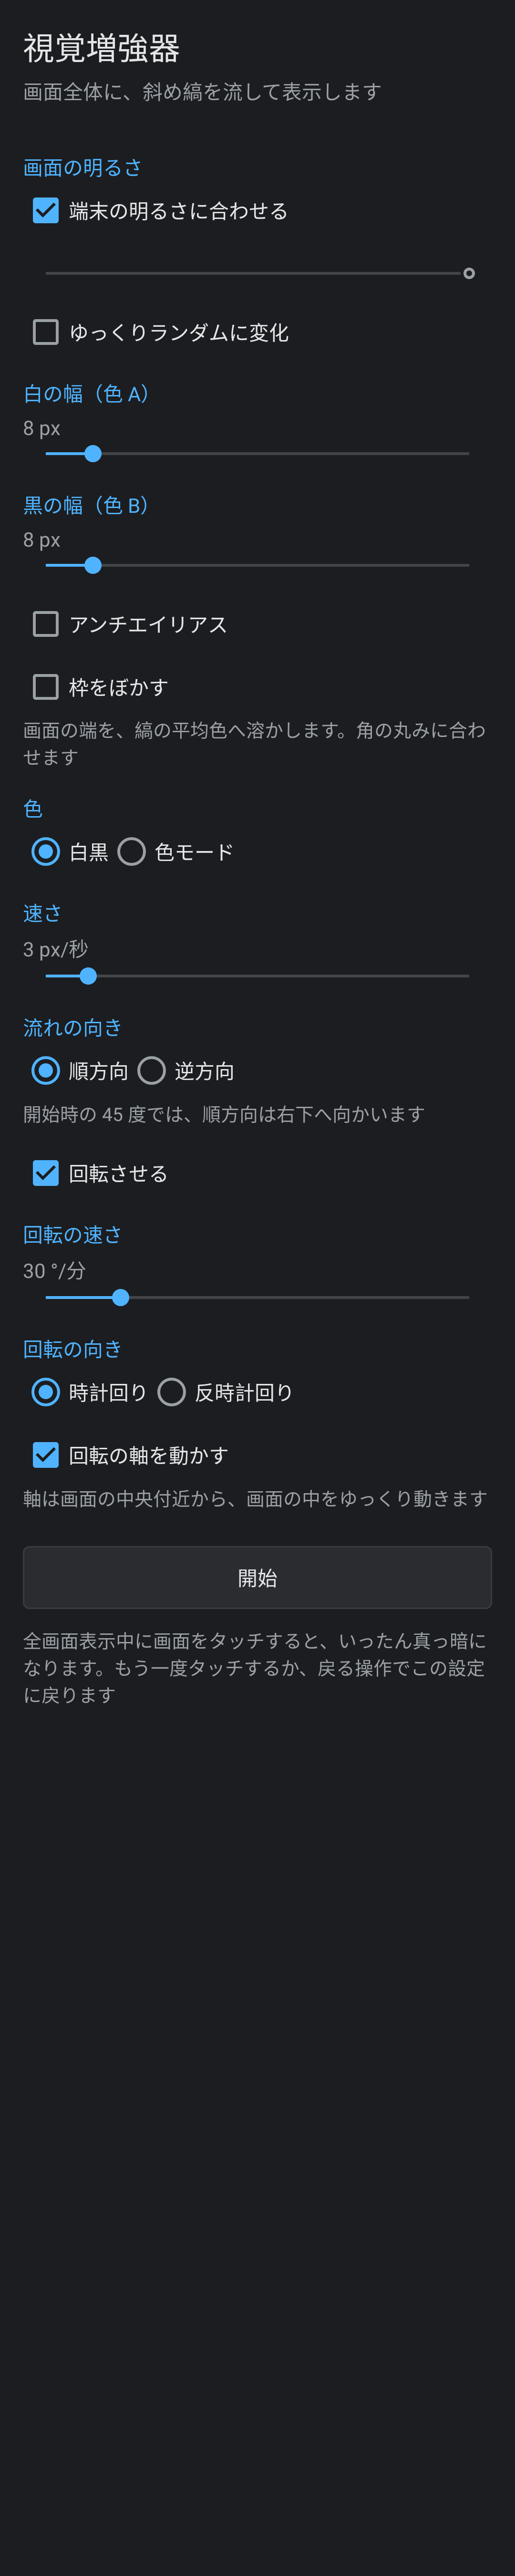 視覚増強器
画面全体に、斜め縞を流して表示します
画面の明るさ
端末の明るさに合わせる
ゆっくりランダムに変化
白の幅（色 A）
8 px
黒の幅（色 B）
8 px
アンチエイリアス
枠をぼかす
画面の端を、縞の平均色へ溶かします。角の丸みに合わ
せます
色
白黒 色モード
速さ
3 px/秒
流れの向き
順方向 逆方向
開始時の 45 度では、順方向は右下へ向かいます
回転させる
回転の速さ
30 °/分
回転の向き
時計回り 反時計回り
回転の軸を動かす
軸は画面の中央付近から、画面の中をゆっくり動きます
開始
全画面表示中に画面をタッチすると、いったん真っ暗に
なります。もう一度タッチするか、戻る操作でこの設定
に戻ります